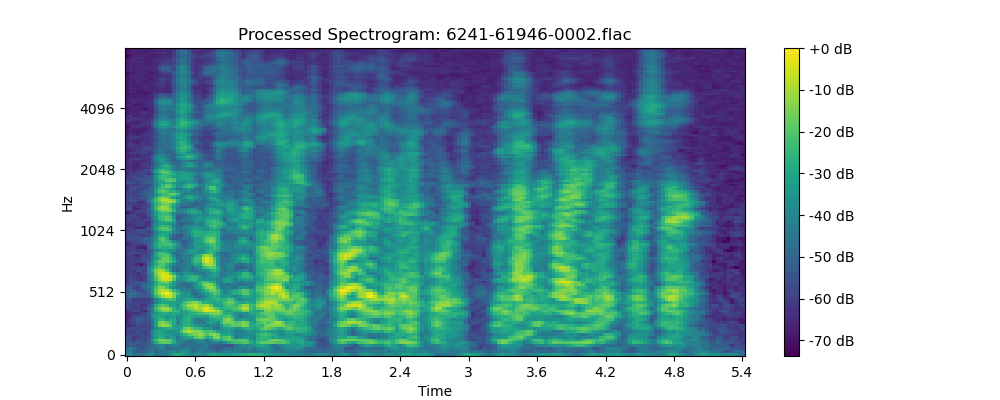 Processed Spectrogram: 6241-61946-0002.flac
Hz
4096
2048
1024
512
0
0 0.6 1.2 1.8 2.4 3 3.6 4.2 4.8 5.4
Time
+0 dB
-10 dB
-20 dB
-30 dB
-40 dB
-50 dB
-60 dB
-70 dB